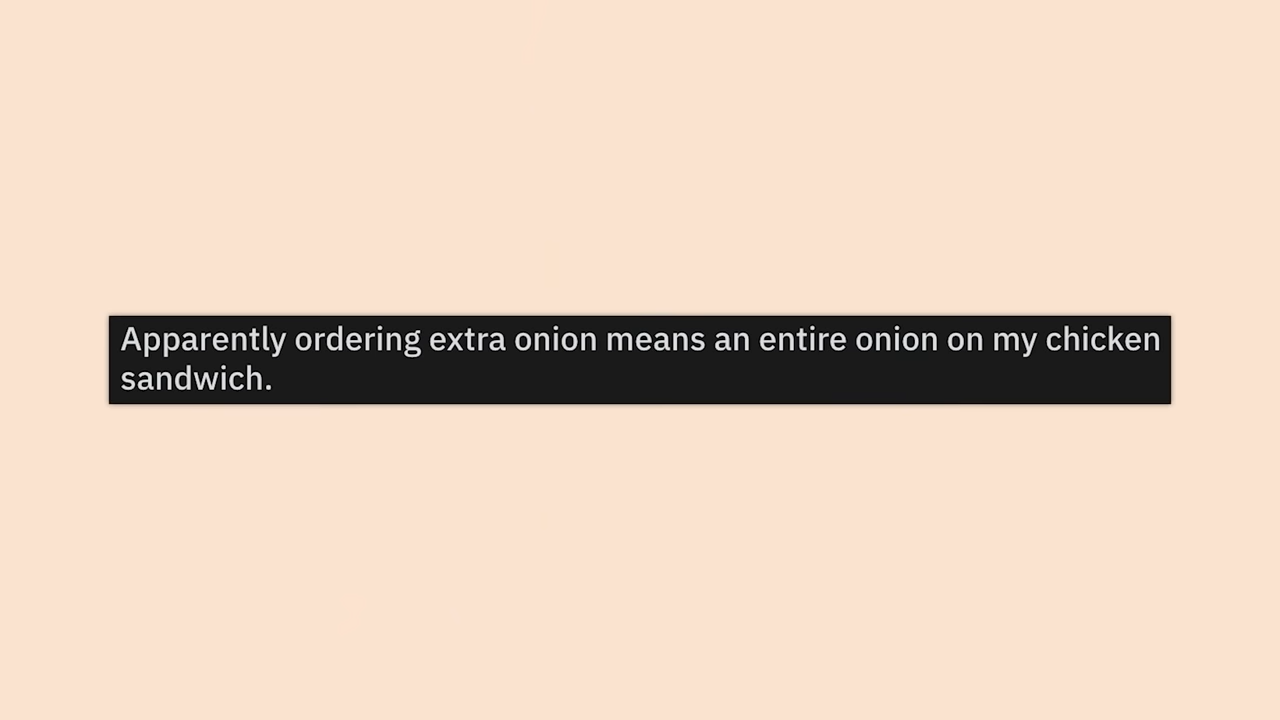 Apparently ordering extra onion means an entire onion on my chicken
sandwich.